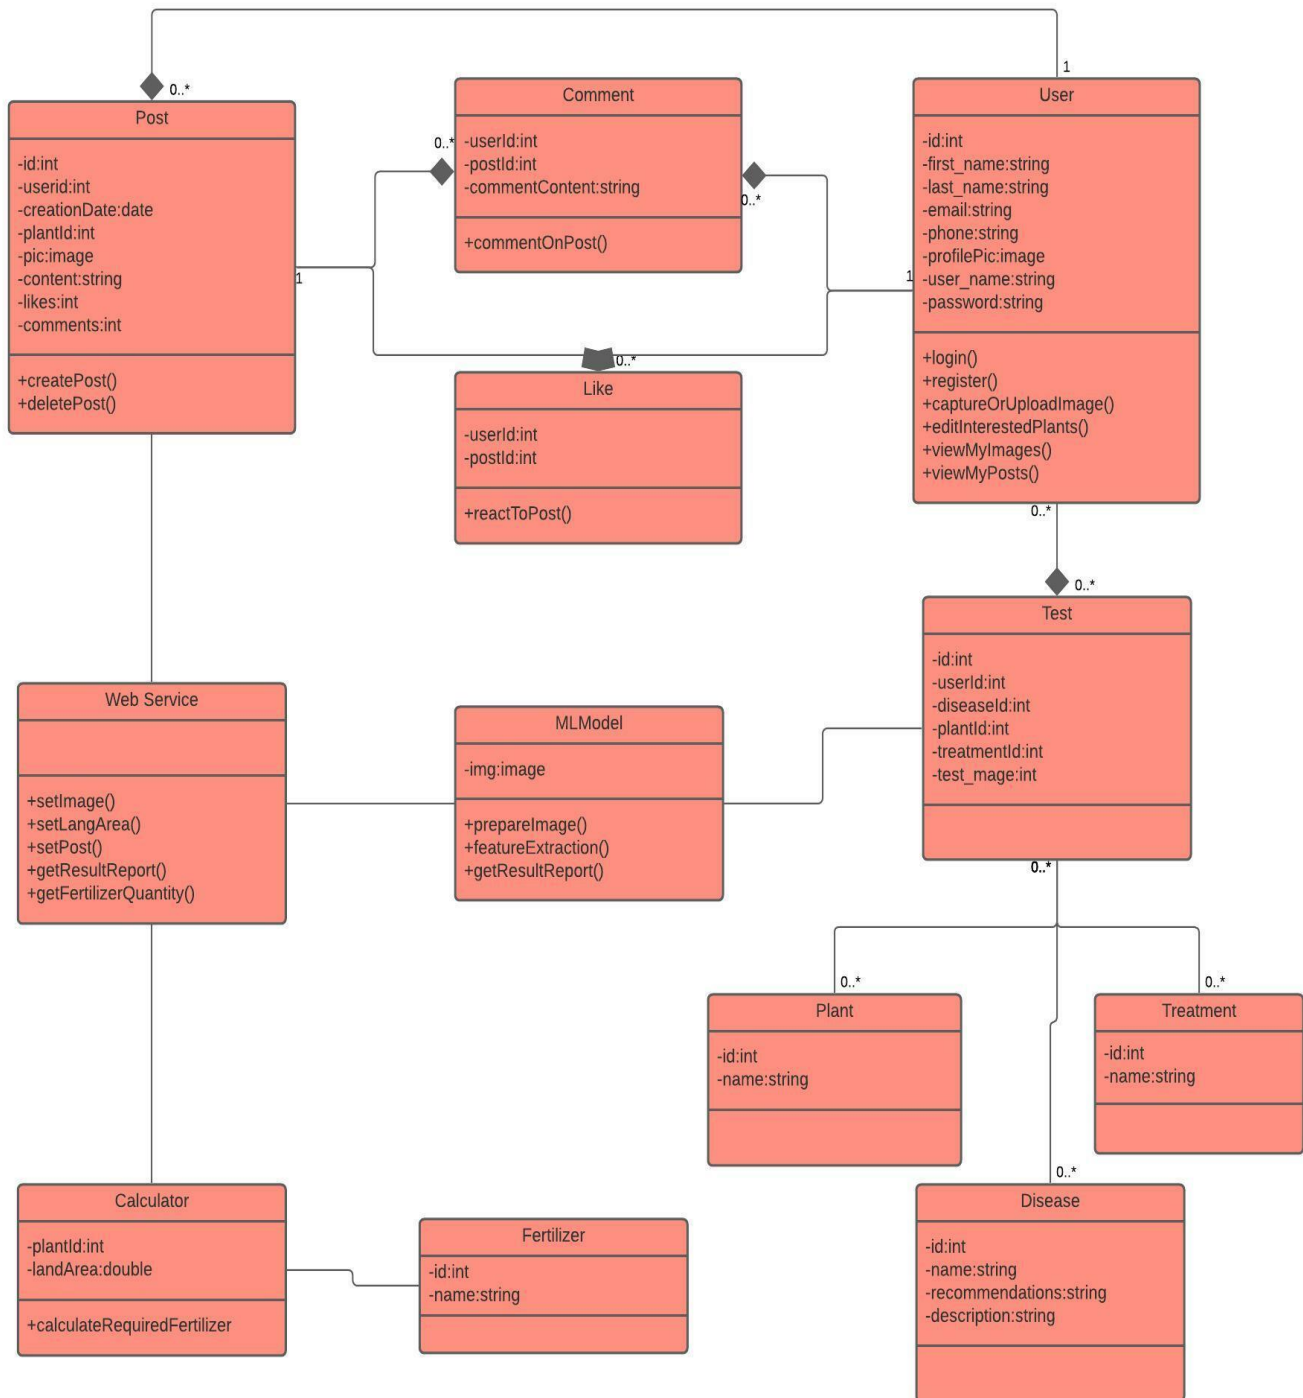 1
0..*
Post
-id:int
-userid:int
-creationDate:date
-plantId:int
-pic:image
-content:string
-likes:int
-comments:int
+createPost()
+deletePost()
1
Comment
0..*
-userId:int
-postId:int
-commentContent:string
0..*
+commentOnPost()
User
-id:int
-first_name:string
-last_name:string
-email:string
-phone:string
-profilePic:image
-user_name:string
-password:string
1
+login()
+register()
+captureOrUploadImage()
+editInterestedPlants()
+viewMyImages()
+viewMyPosts()
0..*
0..*
Like
-userId:int
-postId:int
+reactToPost()
0..*
Test
-id:int
-userId:int
-diseaseId:int
-plantId:int
-treatmentId:int
-test_mage:int
0..*
Web Service
+setImage()
+setLangArea()
+setPost()
+getResultReport()
+getFertilizerQuantity()
MLModel
-img:image
+prepareImage()
+featureExtraction()
+getResultReport()
0..*
Plant
-id:int
-name:string
0..*
Treatment
-id:int
-name:string
0..*
Disease
-id:int
-name:string
-recommendations:string
-description:string
Calculator
-plantId:int
-landArea:double
+calculateRequiredFertilizer
Fertilizer
-id:int
-name:string